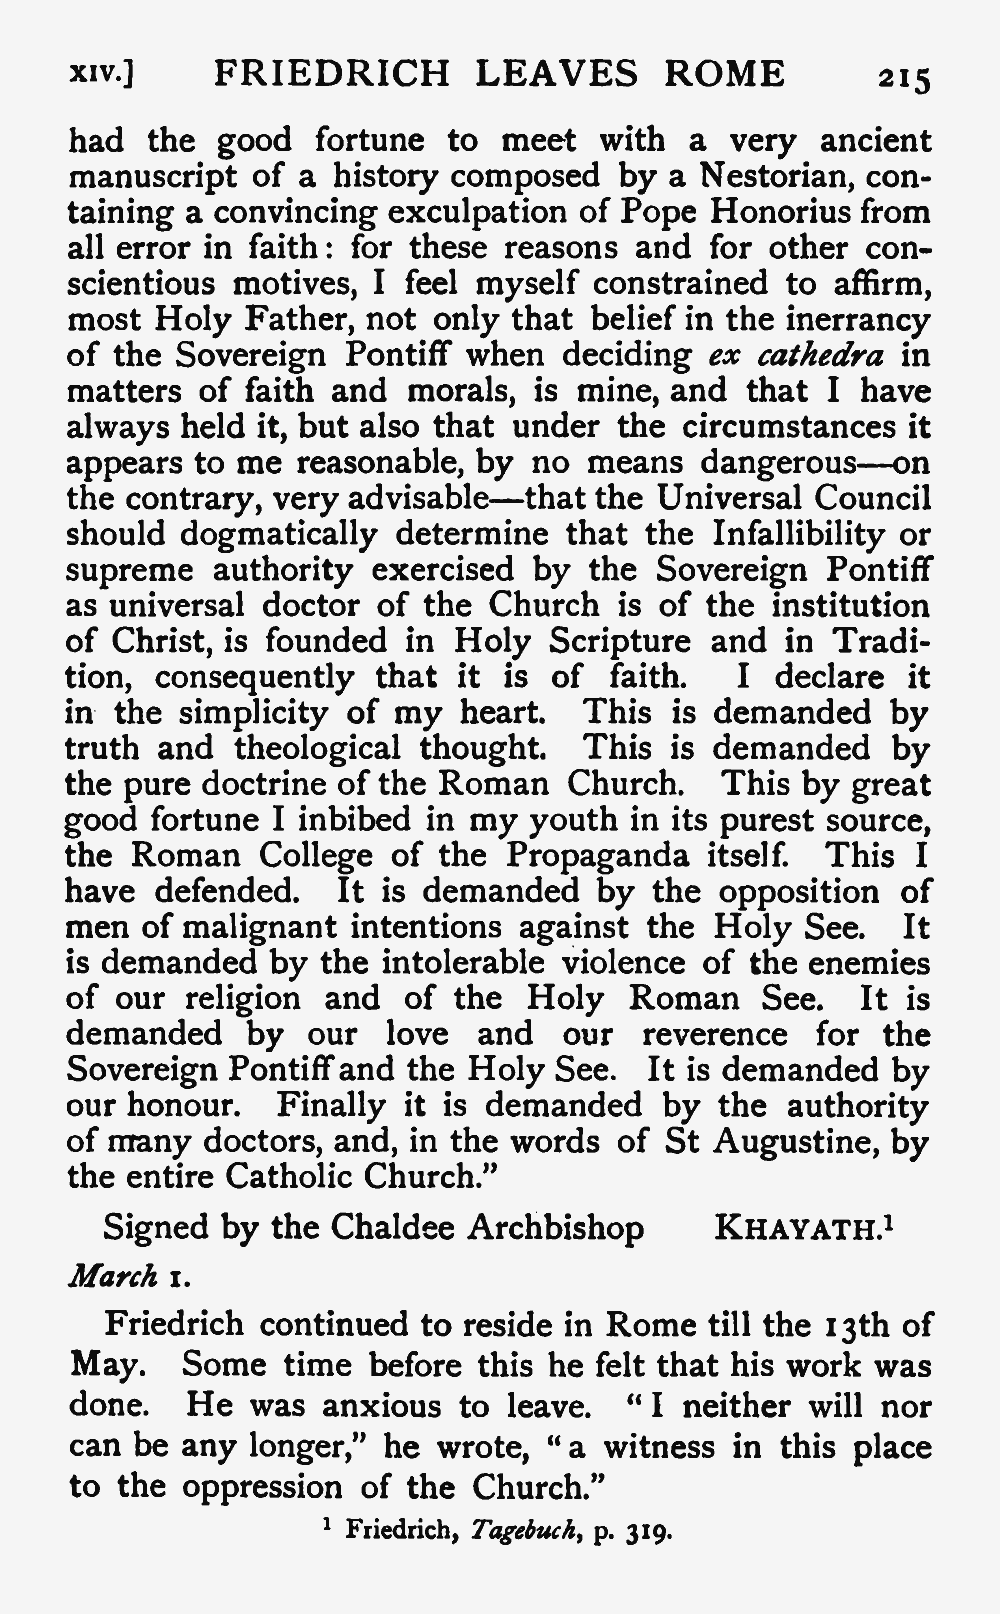 XIV.] FRIEDRICH LEAVES ROME 215
had the good fortune to meet with a very ancient
manuscript of a history composed by a Nestorian, con-
taining a convincing exculpation of Pope Honorius from
all error in faith: for these reasons and for other con-
scientious motives, I feel myself constrained to affirm,
most Holy Father, not only that belief in the inerrancy
of the Sovereign Pontiff when deciding ex cathedra in
matters of faith and morals, is mine, and that I have
always held it, but also that under the circumstances it
appears to me reasonable, by no means dangerous—on
the contrary, very advisable—that the Universal Council
should dogmatically determine that the Infallibility or
supreme authority exercised by the Sovereign Pontiff
as universal doctor of the Church is of the institution
of Christ, is founded in Holy Scripture and in Tradi-
tion, consequently that it is of faith. I declare it
in the simplicity of my heart. This is demanded by
truth and theological thought. This is demanded by
the pure doctrine of the Roman Church. This by great
good fortune I inbibed in my youth in its purest source,
the Roman College of the Propaganda itself. This I
have defended. It is demanded by the opposition of
men of malignant intentions against the Holy See. It
is demanded by the intolerable violence of the enemies
of our religion and of the Holy Roman See. It is
demanded by our love and our reverence for the
Sovereign Pontiff and the Holy See. It is demanded by
our honour. Finally it is demanded by the authority
of many doctors, and, in the words of St Augustine, by
the entire Catholic Church.”
Signed by the Chaldee Archbishop KHAYATH.¹
March 1.
Friedrich continued to reside in Rome till the 13th of
May. Some time before this he felt that his work was
done. He was anxious to leave. “I neither will nor
can be any longer,” he wrote, “a witness in this place
to the oppression of the Church.”
¹ Friedrich, Tagebuch, p. 319.